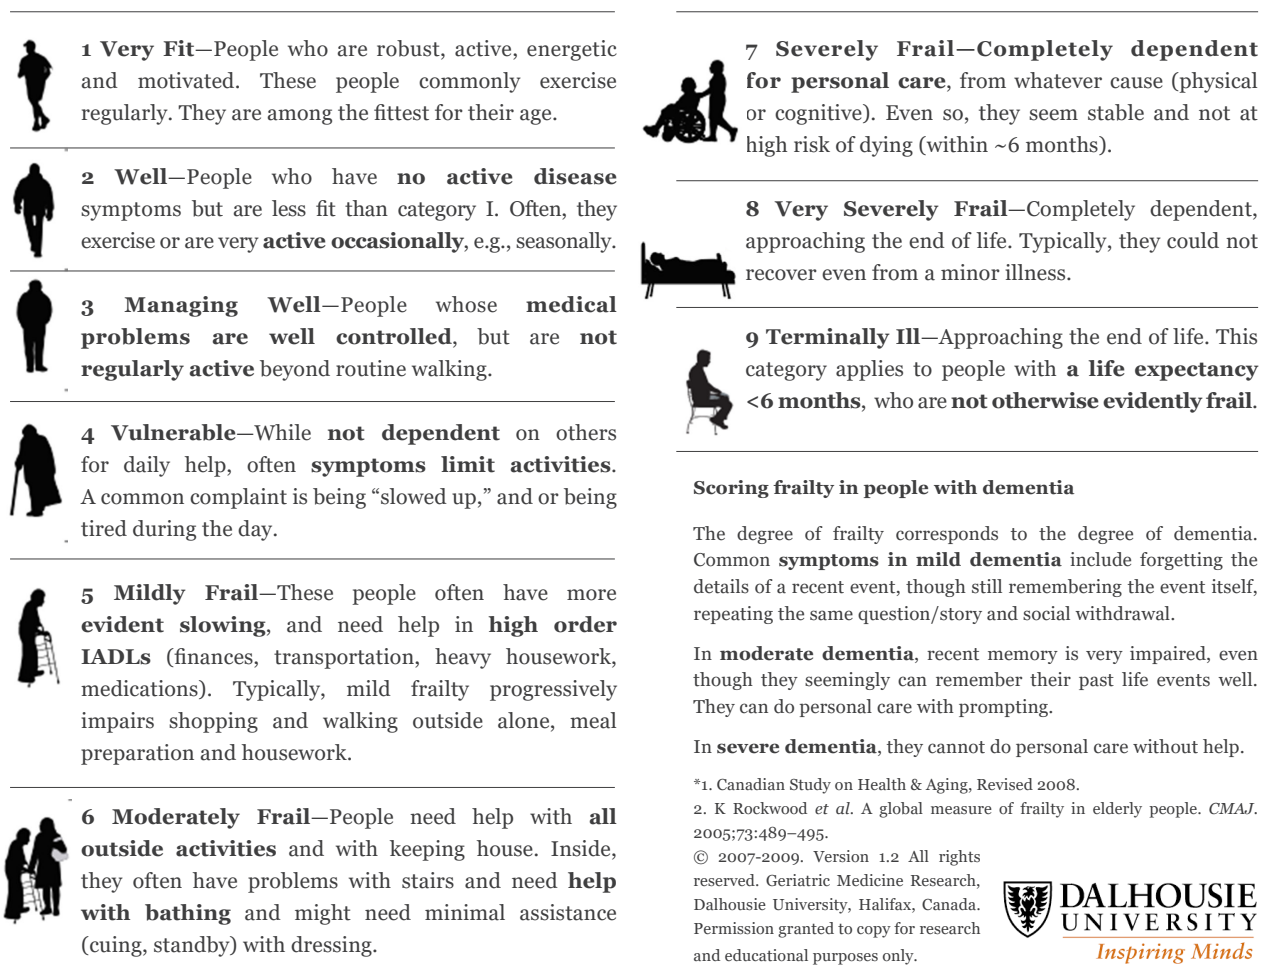 1 Very Fit—People who are robust, active, energetic
and motivated. These people commonly exercise
regularly. They are among the fittest for their age.
2 Well—People who have no active disease
symptoms but are less fit than category I. Often, they
exercise or are very active occasionally, e.g., seasonally.
3 Managing Well—People whose medical
problems are well controlled, but are not
regularly active beyond routine walking.
4 Vulnerable—While not dependent on others
for daily help, often symptoms limit activities.
A common complaint is being “slowed up,” and or being
tired during the day.
5 Mildly Frail—These people often have more
evident slowing, and need help in high order
IADLs (finances, transportation, heavy housework,
medications). Typically, mild frailty progressively
impairs shopping and walking outside alone, meal
preparation and housework.
6 Moderately Frail—People need help with all
outside activities and with keeping house. Inside,
they often have problems with stairs and need help
with bathing and might need minimal assistance
(cuing, standby) with dressing.
7 Severely Frail—Completely dependent
for personal care, from whatever cause (physical
or cognitive). Even so, they seem stable and not at
high risk of dying (within ~6 months).
8 Very Severely Frail—Completely dependent,
approaching the end of life. Typically, they could not
recover even from a minor illness.
9 Terminally Ill—Approaching the end of life. This
category applies to people with a life expectancy
<6 months, who are not otherwise evidently frail.
Scoring frailty in people with dementia
The degree of frailty corresponds to the degree of dementia.
Common symptoms in mild dementia include forgetting the
details of a recent event, though still remembering the event itself,
repeating the same question/story and social withdrawal.
In moderate dementia, recent memory is very impaired, even
though they seemingly can remember their past life events well.
They can do personal care with prompting.
In severe dementia, they cannot do personal care without help.
*1. Canadian Study on Health & Aging, Revised 2008.
2. K Rockwood et al. A global measure of frailty in elderly people. CMAJ.
2005;73:489–495.
© 2007-2009. Version 1.2 All rights
reserved. Geriatric Medicine Research,
Dalhousie University, Halifax, Canada.
Permission granted to copy for research
and educational purposes only.
DALHOUSIE
UNIVERSITY
Inspiring Minds